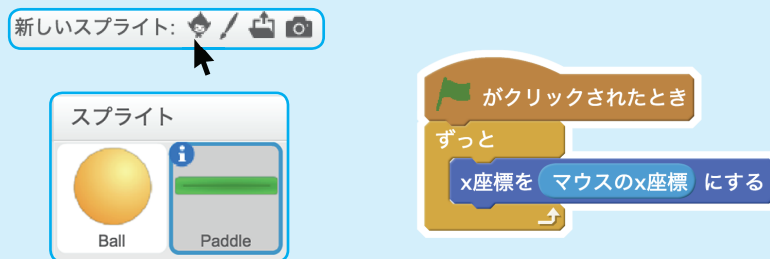 新しいスプライト:
スプライト
Ball
Paddle
がクリックされたとき
ずっと
x座標を マウスのx座標 にする